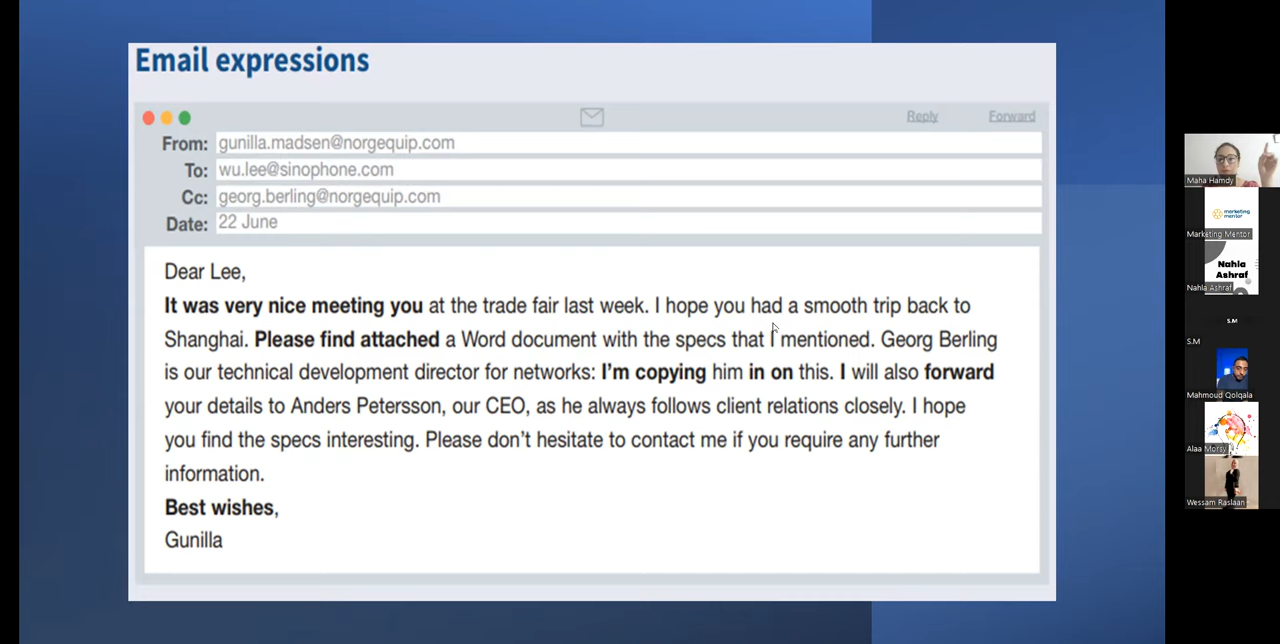 Email expressions
Reply Forward
From: gunilla.madsen@norgequip.com
To: wu.lee@sinophone.com
Cc: georg.berling@norgequip.com
Date: 22 June
Dear Lee,
It was very nice meeting you at the trade fair last week. I hope you had a smooth trip back to
Shanghai. Please find attached a Word document with the specs that I mentioned. Georg Berling
is our technical development director for networks: I'm copying him in on this. I will also forward
your details to Anders Petersson, our CEO, as he always follows client relations closely. I hope
you find the specs interesting. Please don't hesitate to contact me if you require any further
information.
Best wishes,
Gunilla
Maha Hamdy
marketing
mentor
Marketing Mentor
Nahla
Ashraf
Nahla Ashraf
S.M
S.M
Mahmoud Qolqala
Alaa Morsy
Wessam Raslaan